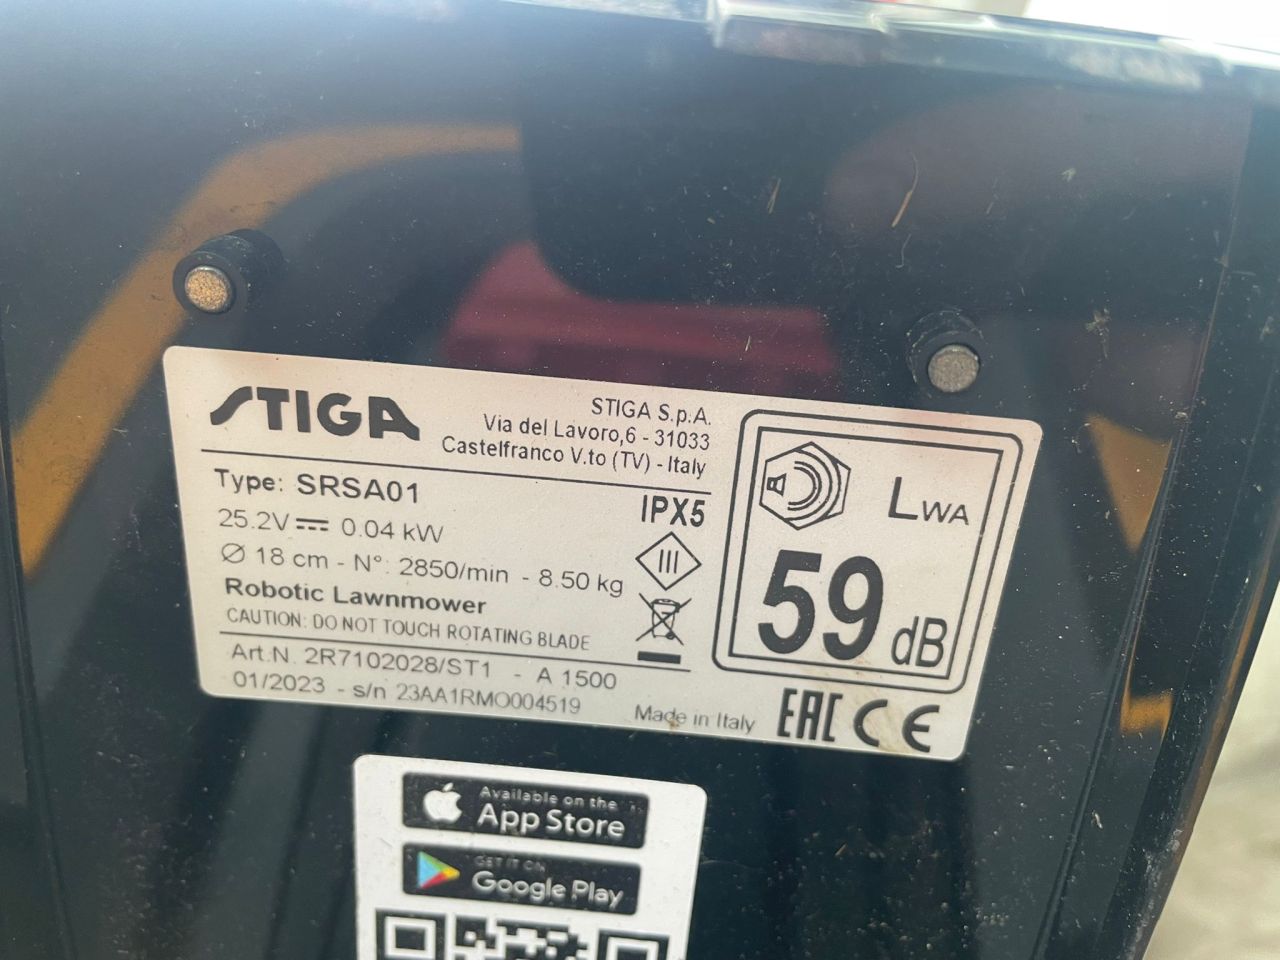 STIGA
STIGA S.p.A.
Via del Lavoro,6 - 31033
Castelfranco V.to (TV) - Italy
Type: SRSA01
IPX5
25.2V⎓ 0.04 kW
Ø 18 cm - N°: 2850/min - 8.50 kg
III
Robotic Lawnmower
CAUTION: DO NOT TOUCH ROTATING BLADE
Art.N. 2R7102028/ST1 - A 1500
01/2023 - s/n 23AA1RMO004519
Made in Italy
LWA
59 dB
EAC CE
Available on the
App Store
GET IT ON
Google Play